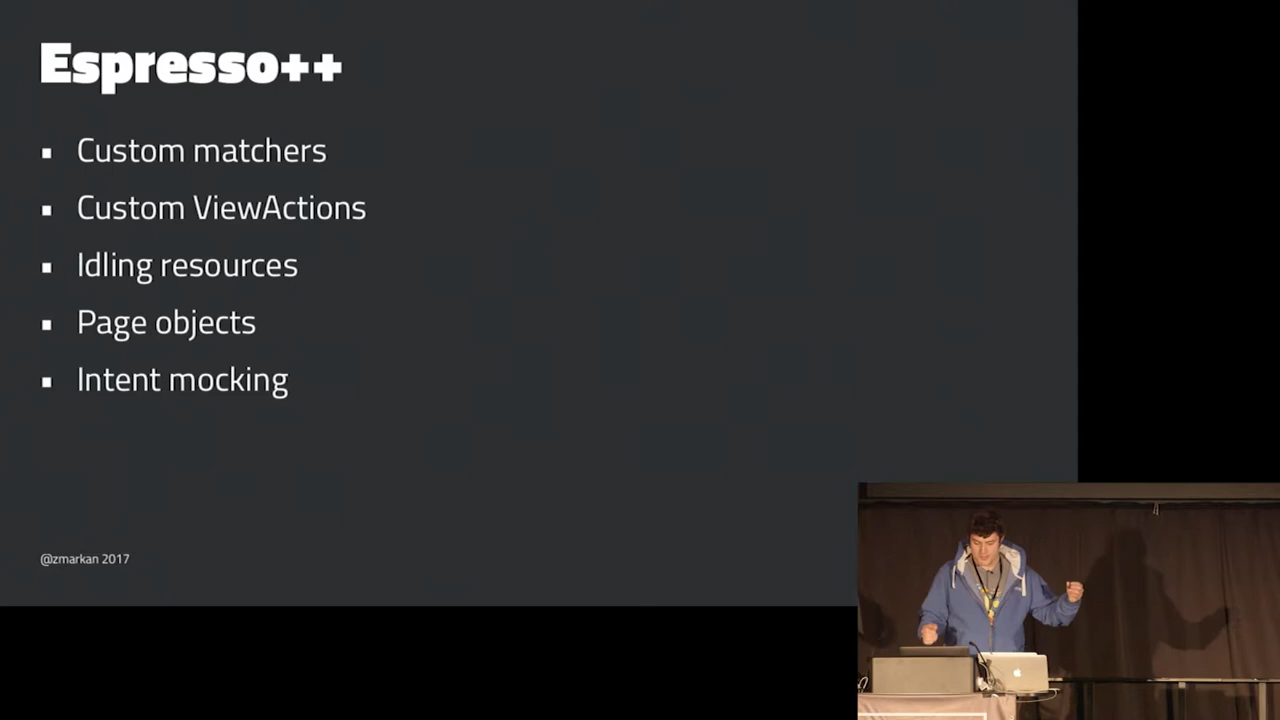 Espresso++
▪ Custom matchers
▪ Custom ViewActions
▪ Idling resources
▪ Page objects
▪ Intent mocking
@zmarkan 2017